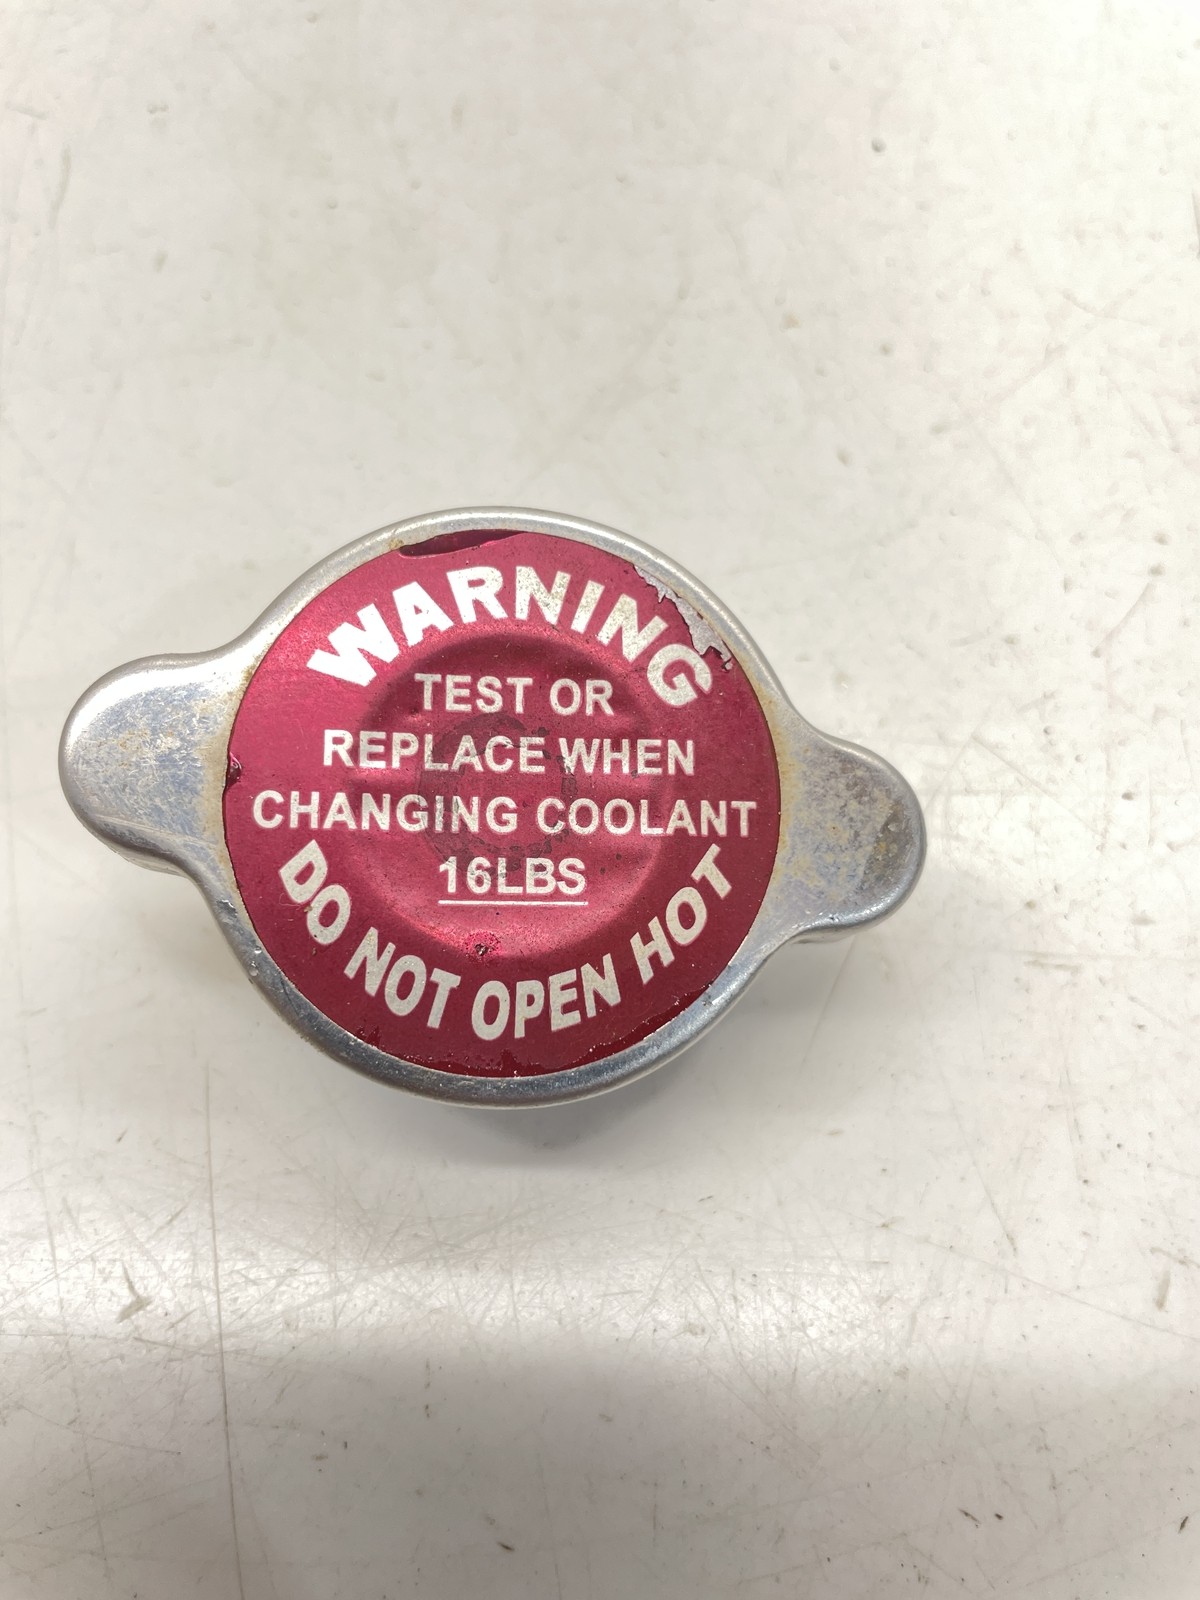 WARNING
TEST OR
REPLACE WHEN
CHANGING COOLANT
16LBS
DO NOT OPEN HOT